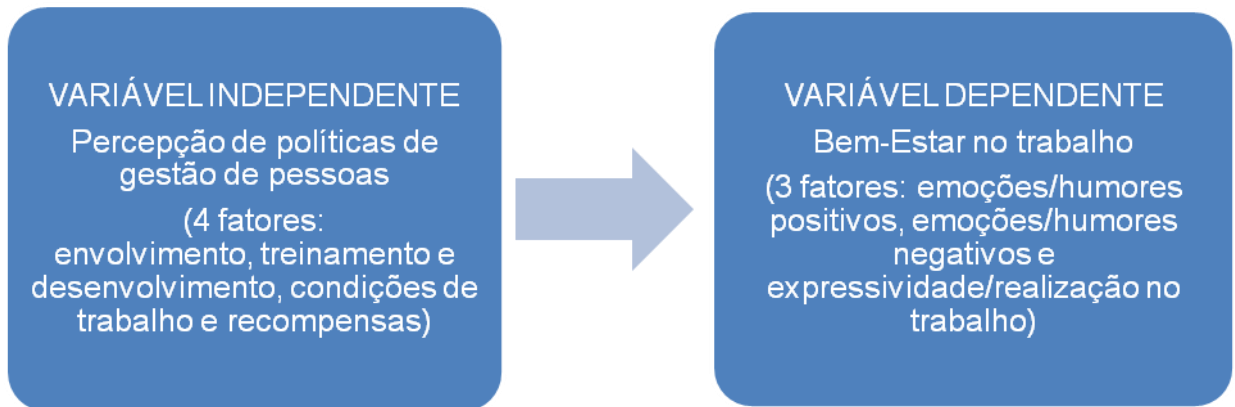 VARIÁVEL INDEPENDENTE
Percepção de políticas de
gestão de pessoas
(4 fatores:
envolvimento, treinamento e
desenvolvimento, condições de
trabalho e recompensas)
VARIÁVEL DEPENDENTE
Bem-Estar no trabalho
(3 fatores: emoções/humores
positivos, emoções/humores
negativos e
expressividade/realização no
trabalho)